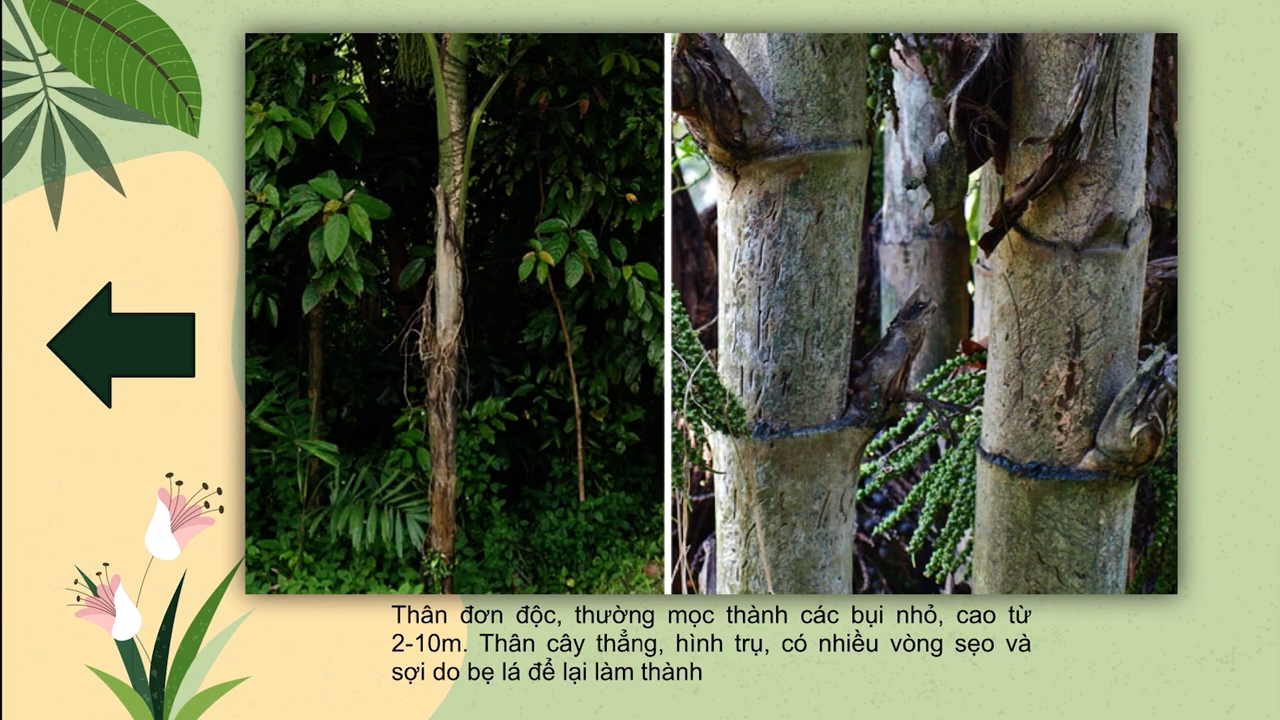 Thân đơn độc, thường mọc thành các bụi nhỏ, cao từ
2-10m. Thân cây thẳng, hình trụ, có nhiều vòng sẹo và
sợi do bẹ lá để lại làm thành